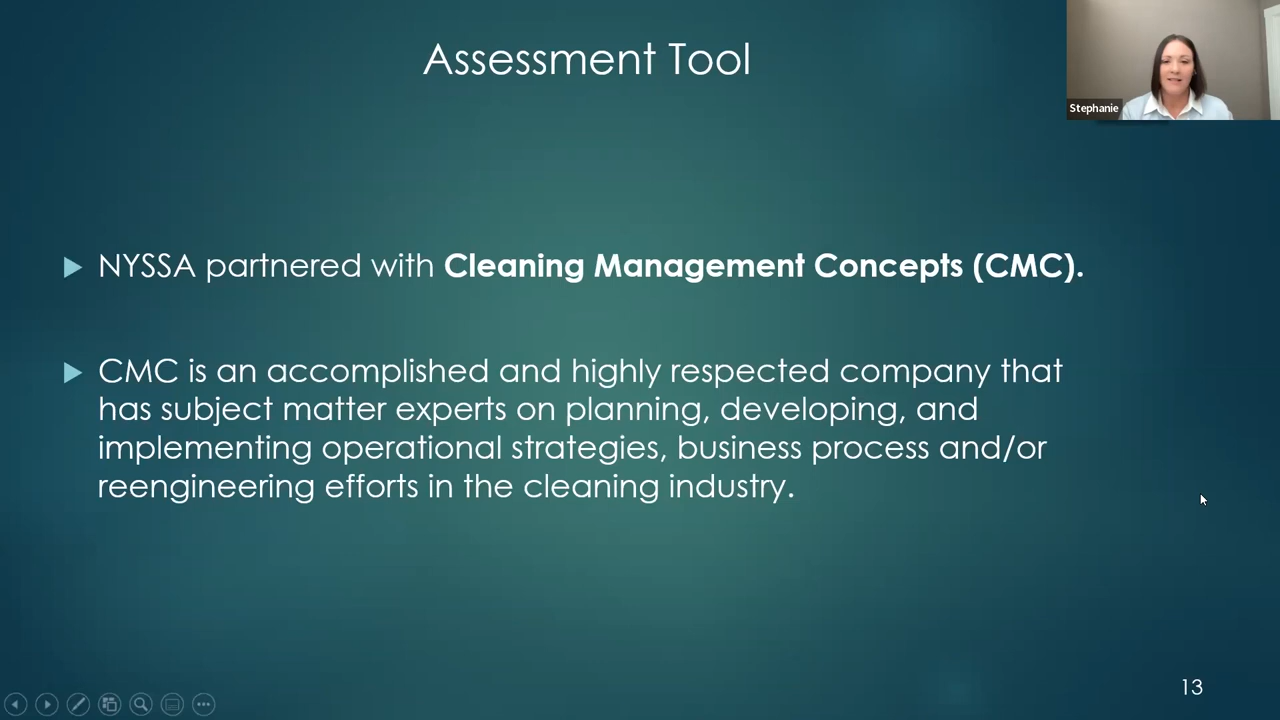 Assessment Tool
Stephanie
NYSSA partnered with Cleaning Management Concepts (CMC).
CMC is an accomplished and highly respected company that
has subject matter experts on planning, developing, and
implementing operational strategies, business process and/or
reengineering efforts in the cleaning industry.
13